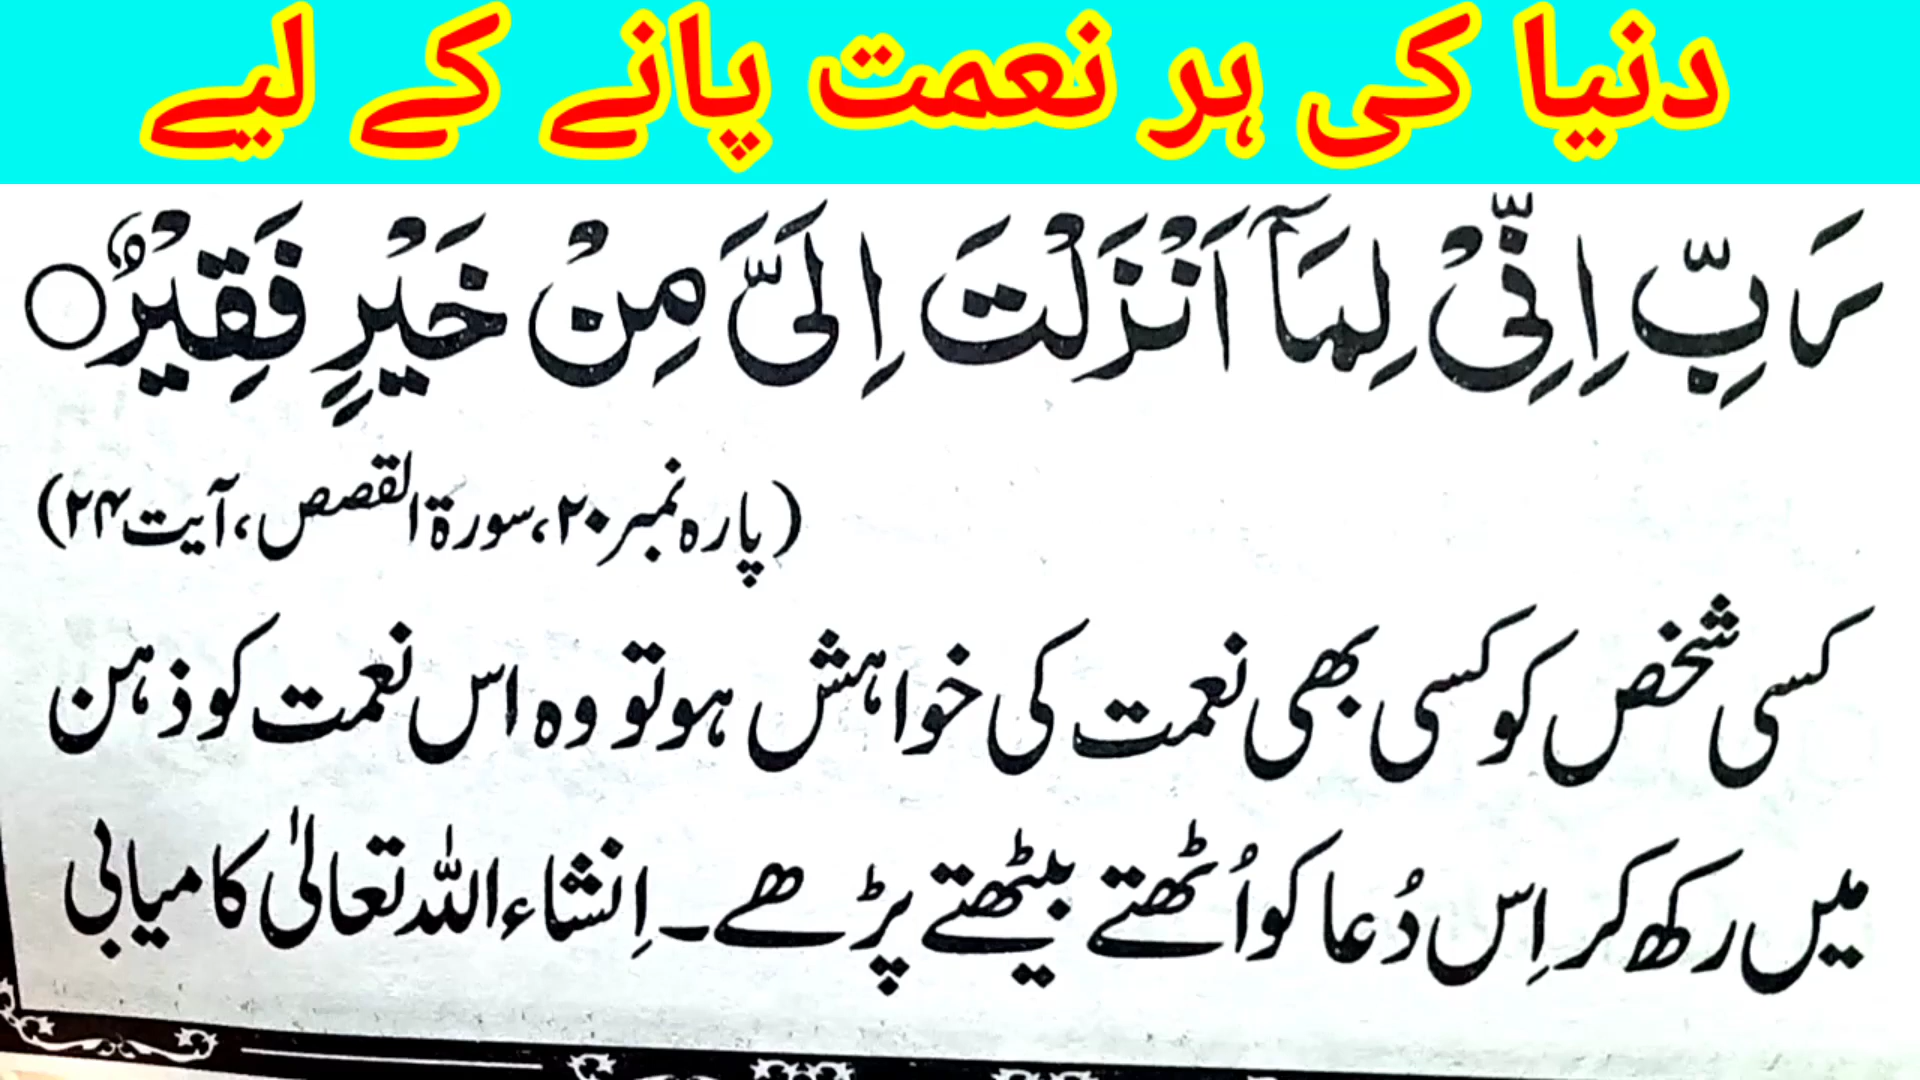 دنیا کی ہر نعمت پانے کے لیے
رَبِّ اِنِّیْ لِمَاۤ اَنْزَلْتَ اِلَیَّ مِنْ خَیْرٍ فَقِیْرٌ ○
(پارہ نمبر ۲۰، سورۃ القصص، آیت ۲۴)
کسی شخص کو کسی بھی نعمت کی خواہش ہو تو وہ اس نعمت کو ذہن
میں رکھ کر اِس دُعا کو اُٹھتے بیٹھتے پڑھے۔ اِنشاء اللہ تعالیٰ کامیابی